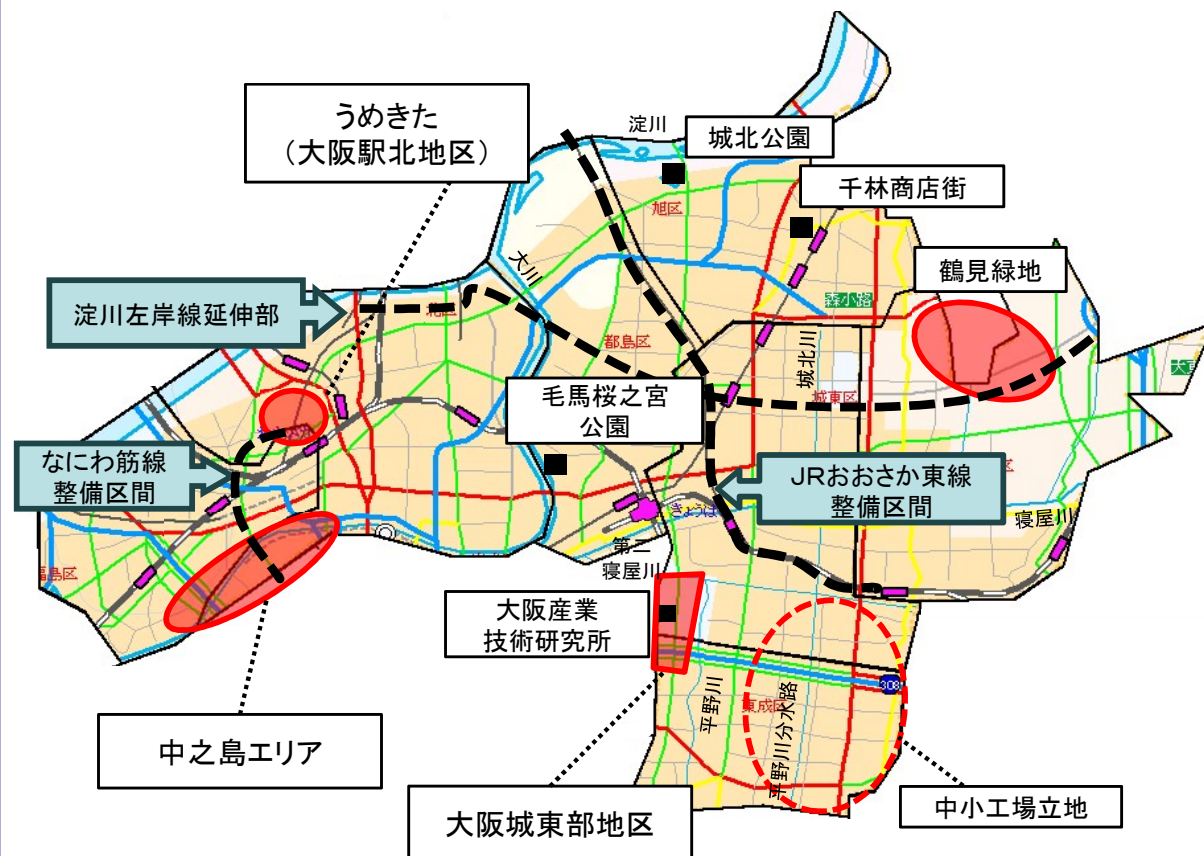 うめきた
（大阪駅北地区）
淀川
城北公園
千林商店街
旭区
大川
鶴見緑地
淀川左岸線延伸部
北区
森小路
都島区
城北川
城東区
毛馬桜之宮
公園
なにわ筋線
整備区間
JRおおさか東線
整備区間
きょうば
寝屋川
福島区
第二
寝屋川
大阪産業
技術研究所
308
平野川
東成区
平野川分水路
中之島エリア
大阪城東部地区
中小工場立地